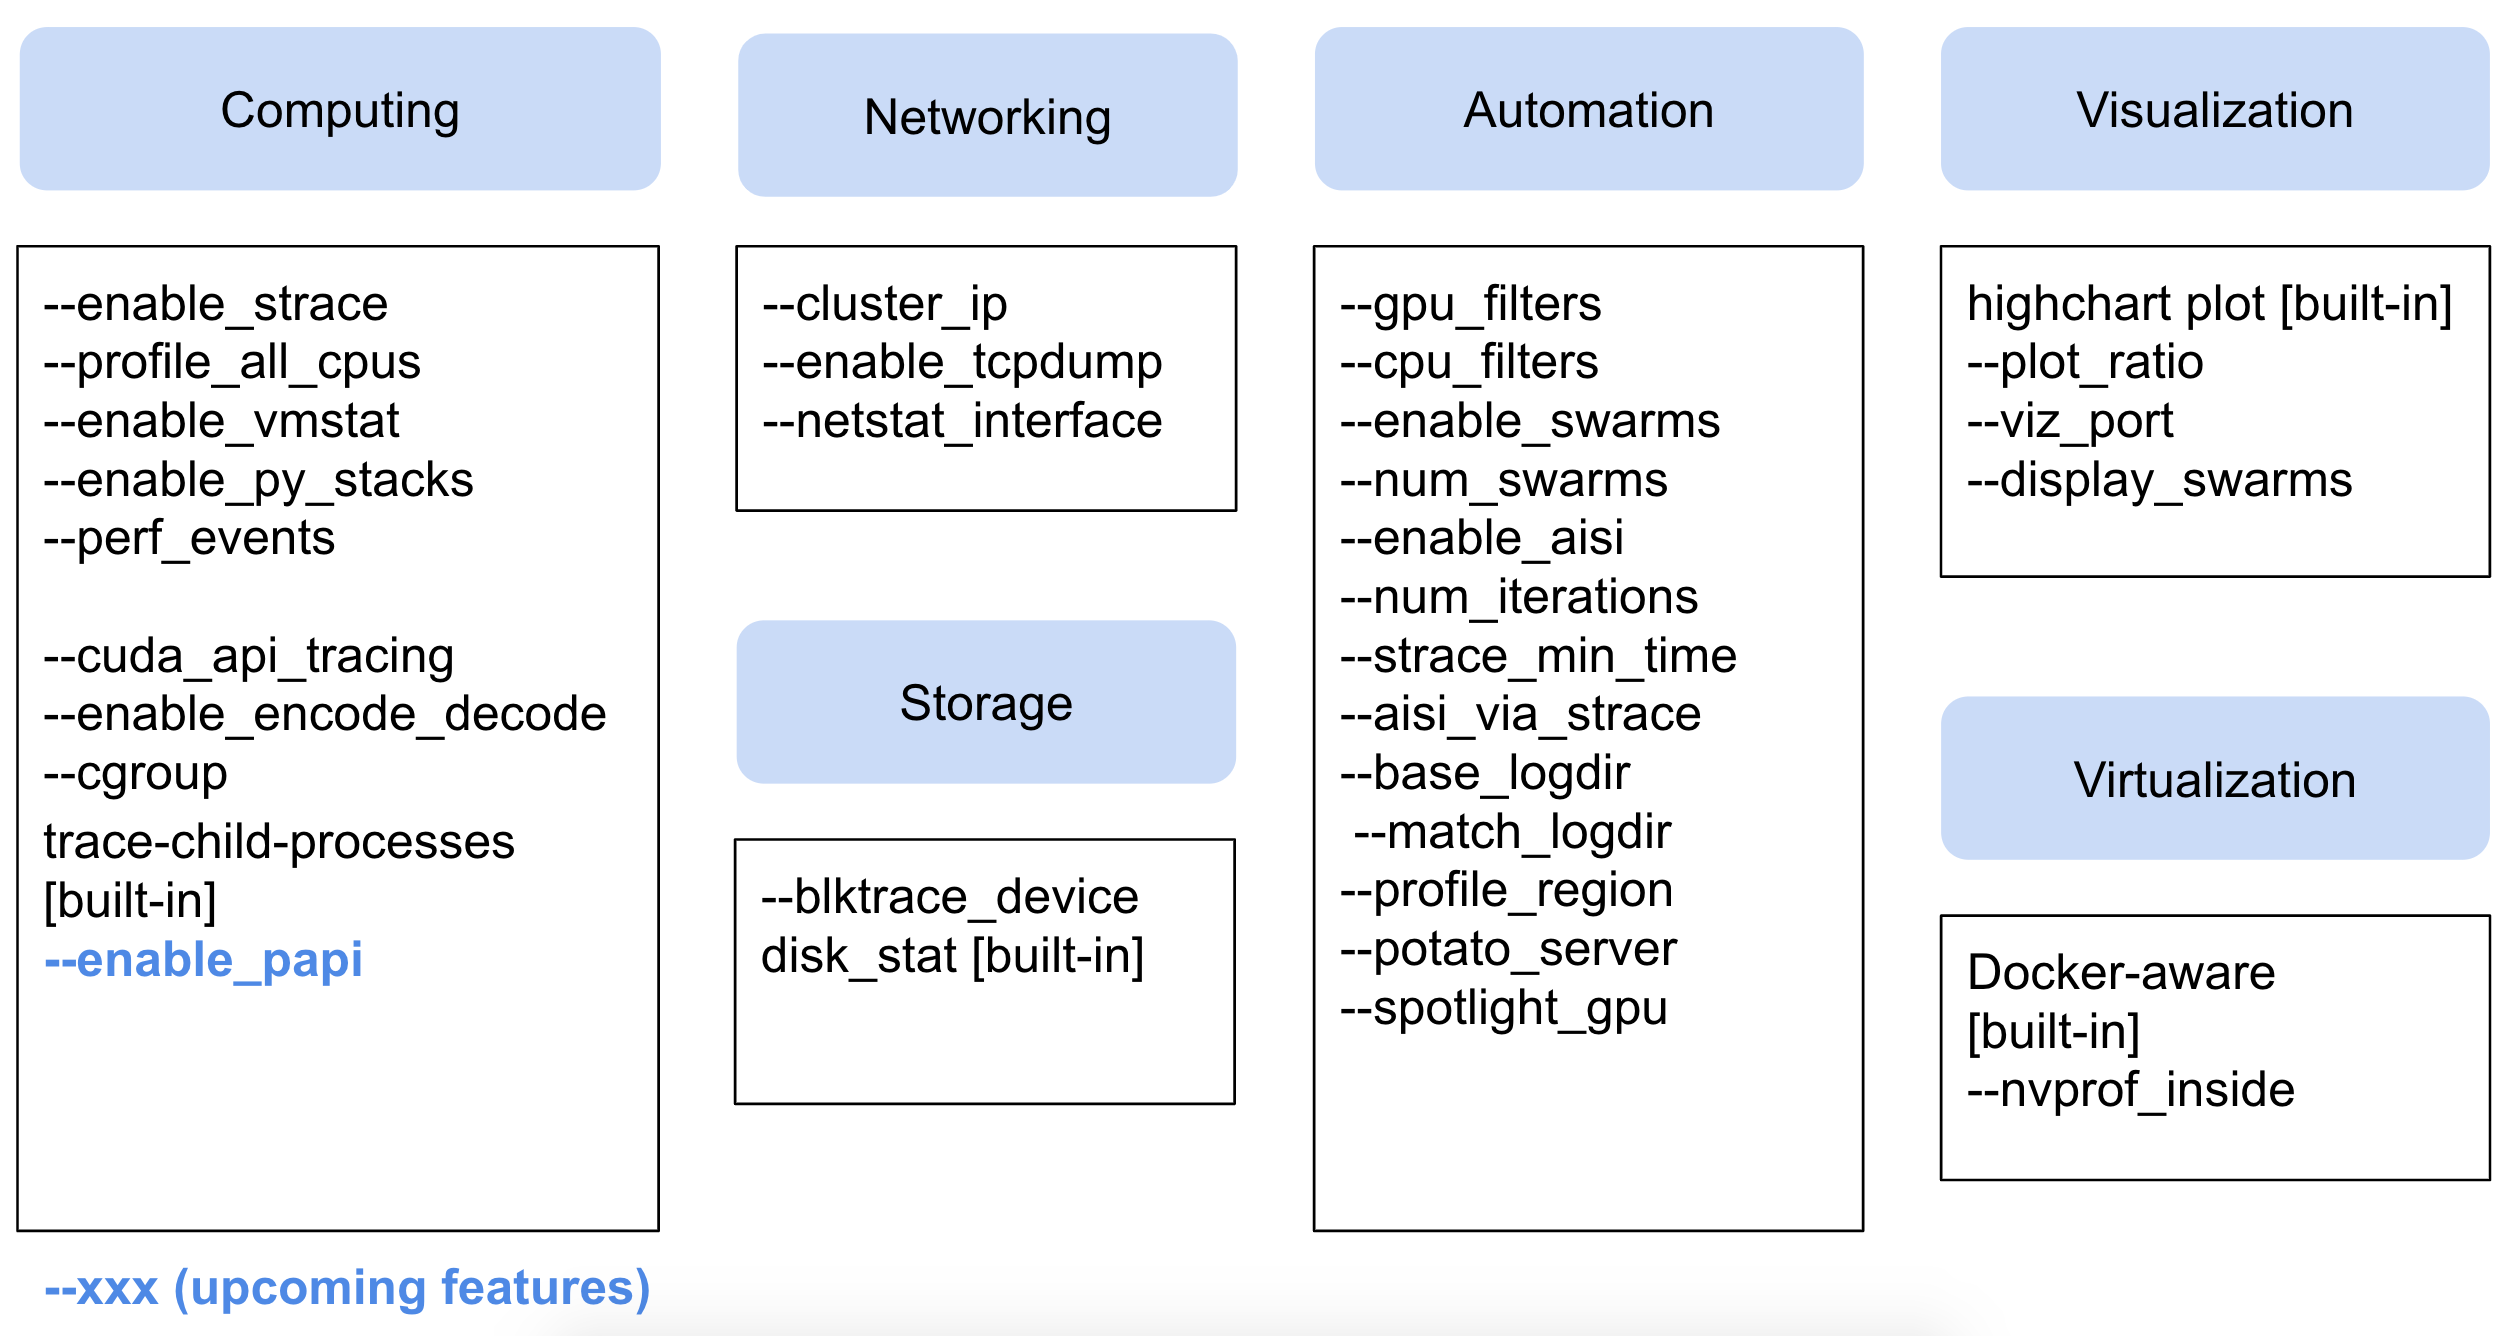 Computing
--enable_strace
--profile_all_cpus
--enable_vmstat
--enable_py_stacks
--perf_events
--cuda_api_tracing
--enable_encode_decode
--cgroup
trace-child-processes
[built-in]
--enable_papi
--xxx (upcoming features)
Networking
--cluster_ip
--enable_tcpdump
--netstat_interface
Storage
--blktrace_device
disk_stat [built-in]
Automation
--gpu_filters
--cpu_filters
--enable_swarms
--num_swarms
--enable_aisi
--num_iterations
--strace_min_time
--aisi_via_strace
--base_logdir
--match_logdir
--profile_region
--potato_server
--spotlight_gpu
Visualization
highchart plot [built-in]
--plot_ratio
--viz_port
--display_swarms
Virtualization
Docker-aware
[built-in]
--nvprof_inside